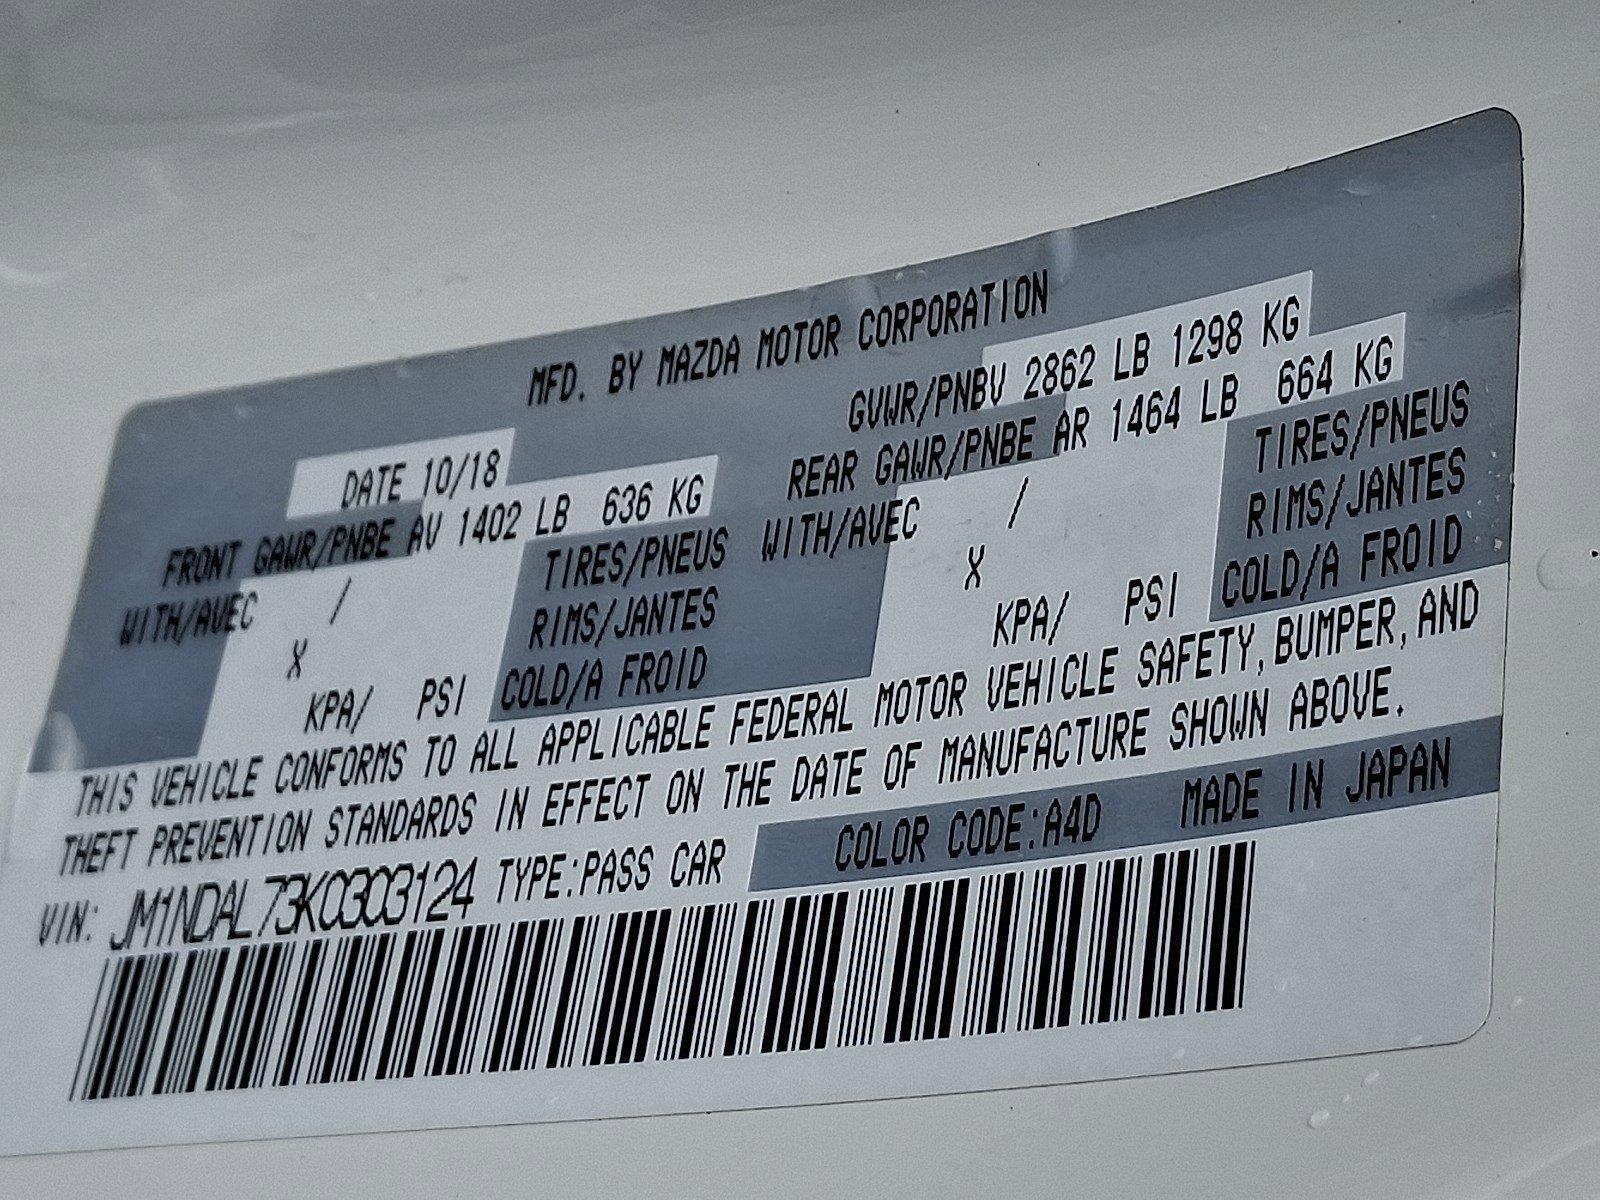 MFD. BY MAZDA MOTOR CORPORATION
DATE 10/18
GVWR/PNBV 2862 LB 1298 KG
FRONT GAWR/PNBE AV 1402 LB 636 KG
REAR GAWR/PNBE AR 1464 LB 664 KG
WITH/AVEC / TIRES/PNEUS
WITH/AVEC / TIRES/PNEUS
X RIMS/JANTES
X RIMS/JANTES
KPA/ PSI COLD/A FROID
KPA/ PSI COLD/A FROID
THIS VEHICLE CONFORMS TO ALL APPLICABLE FEDERAL MOTOR VEHICLE SAFETY, BUMPER, AND
THEFT PREVENTION STANDARDS IN EFFECT ON THE DATE OF MANUFACTURE SHOWN ABOVE.
VIN: JM1NDAL73K0303124 TYPE:PASS CAR COLOR CODE:A4D MADE IN JAPAN